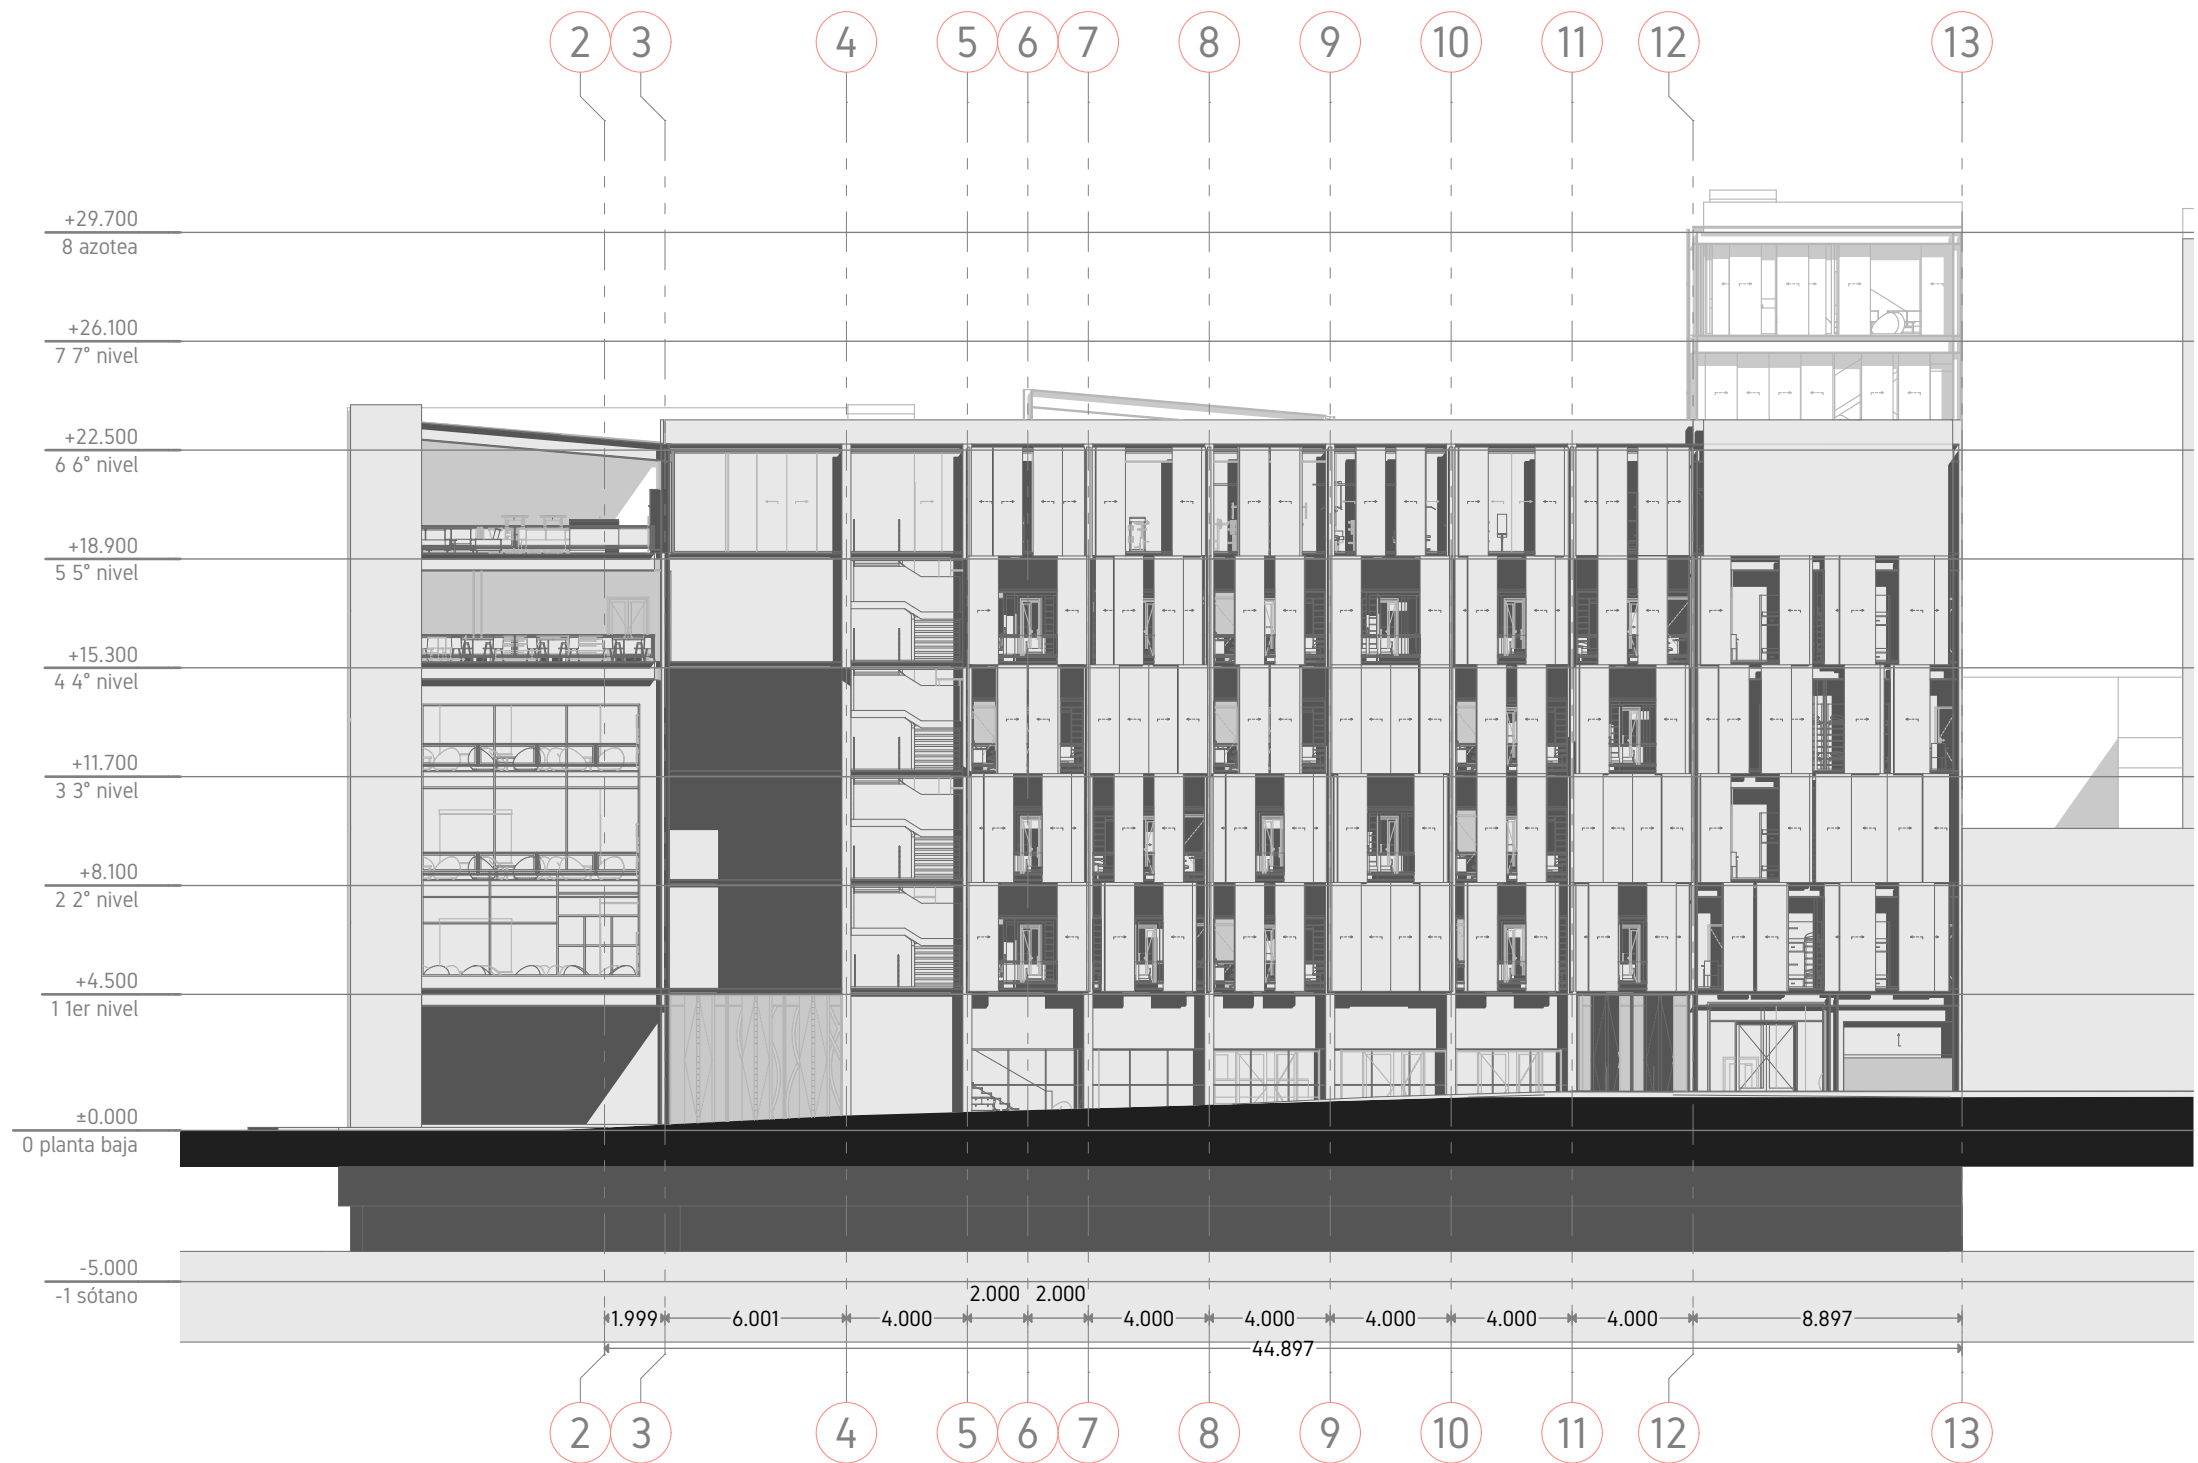 2 3 4 5 6 7 8 9 10 11 12 13
+29.700
8 azotea
+26.100
7 7° nivel
+22.500
6 6° nivel
+18.900
5 5° nivel
+15.300
4 4° nivel
+11.700
3 3° nivel
+8.100
2 2° nivel
+4.500
1 1er nivel
±0.000
0 planta baja
-5.000
-1 sótano
2.000 2.000
1.999 6.001 4.000 4.000 4.000 4.000 4.000 4.000 8.897
44.897
2 3 4 5 6 7 8 9 10 11 12 13